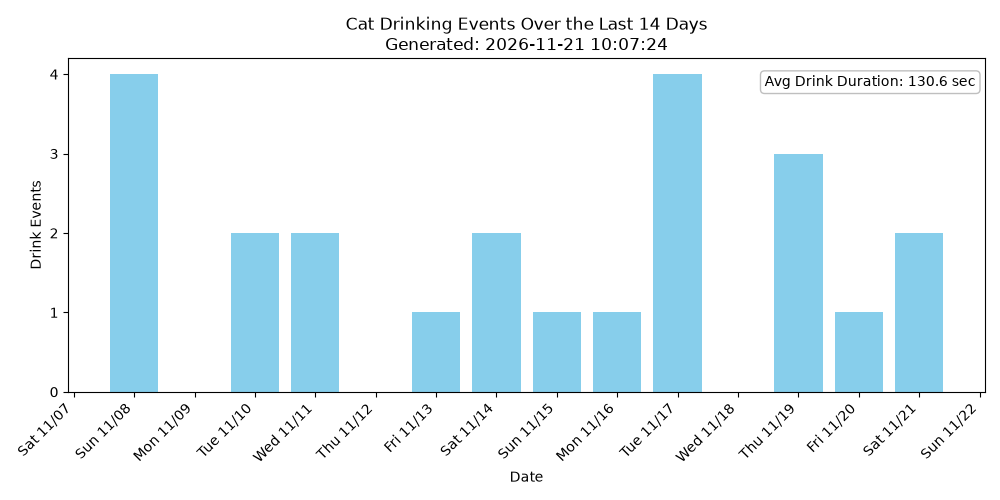 Cat Drinking Events Over the Last 14 Days
Generated: 2026-11-21 10:07:24
Avg Drink Duration: 130.6 sec
Drink Events
4
3
2
1
0
Sat 11/07
Sun 11/08
Mon 11/09
Tue 11/10
Wed 11/11
Thu 11/12
Fri 11/13
Sat 11/14
Sun 11/15
Mon 11/16
Tue 11/17
Wed 11/18
Thu 11/19
Fri 11/20
Sat 11/21
Sun 11/22
Date